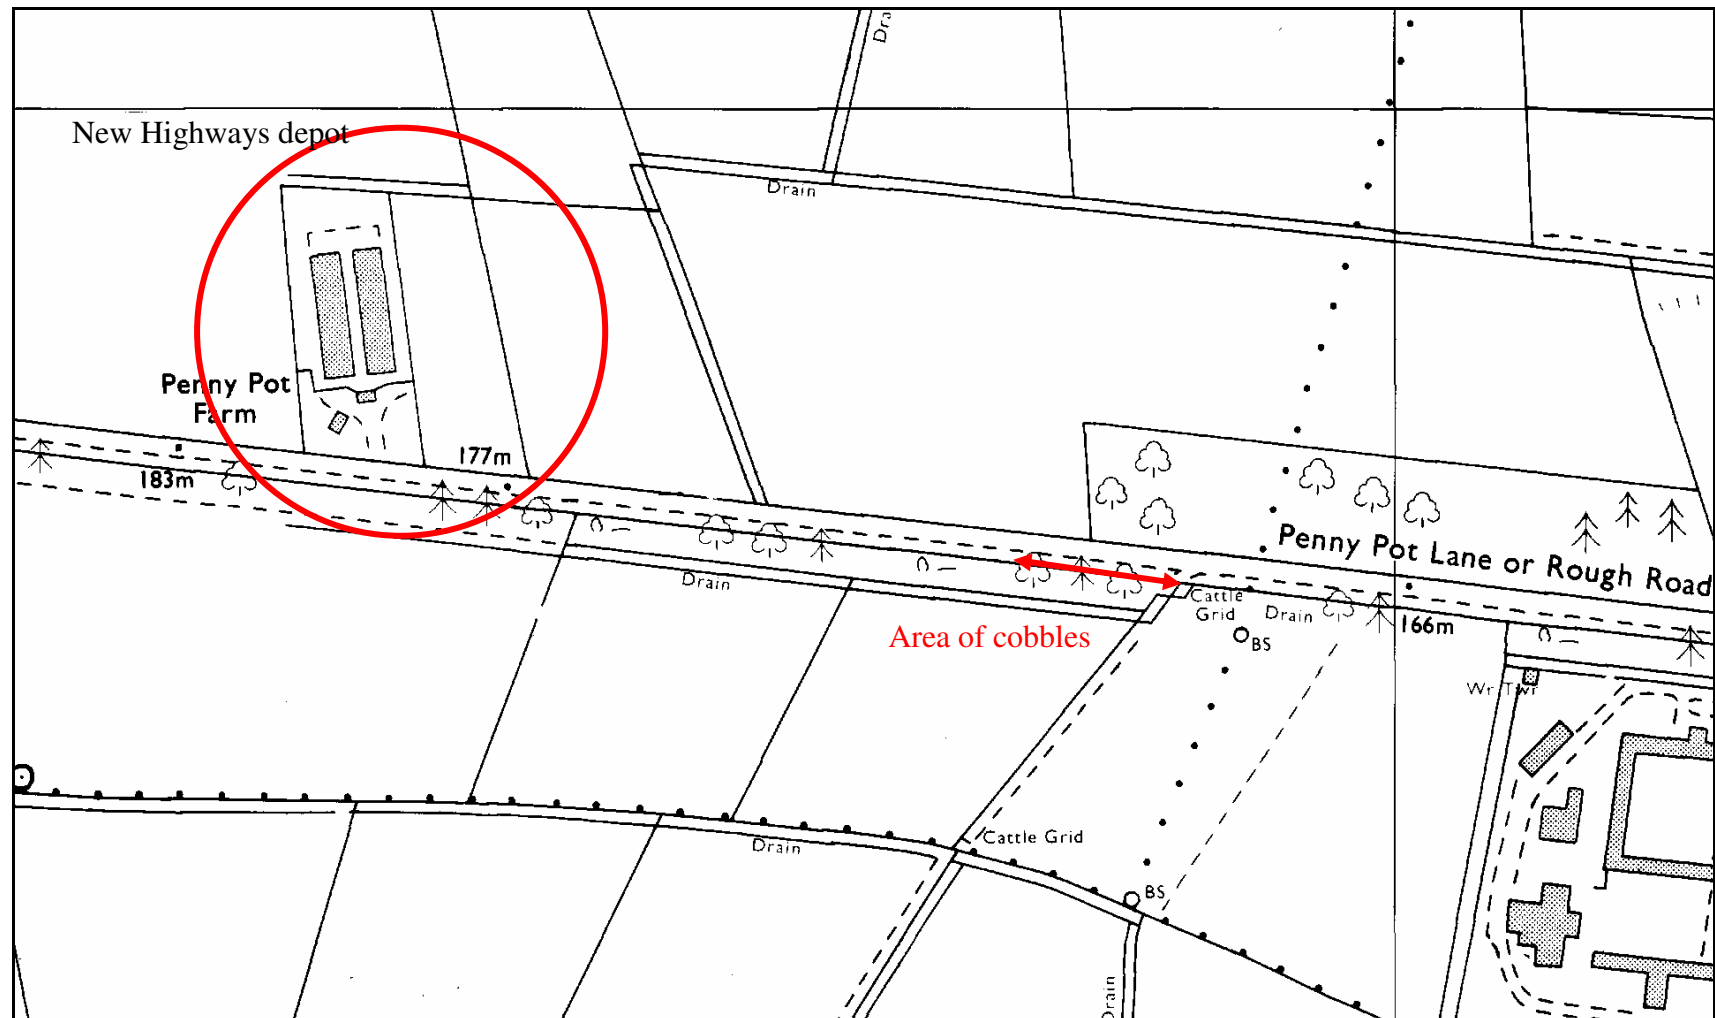 Dra
New Highways depot
Drain
Penny Pot
Farm
177m
183m
Penny Pot Lane or Rough Road
Drain
Cattle
Grid
Drain
166m
Area of cobbles
BS
Wr Twr
Cattle Grid
Drain
BS
Drain